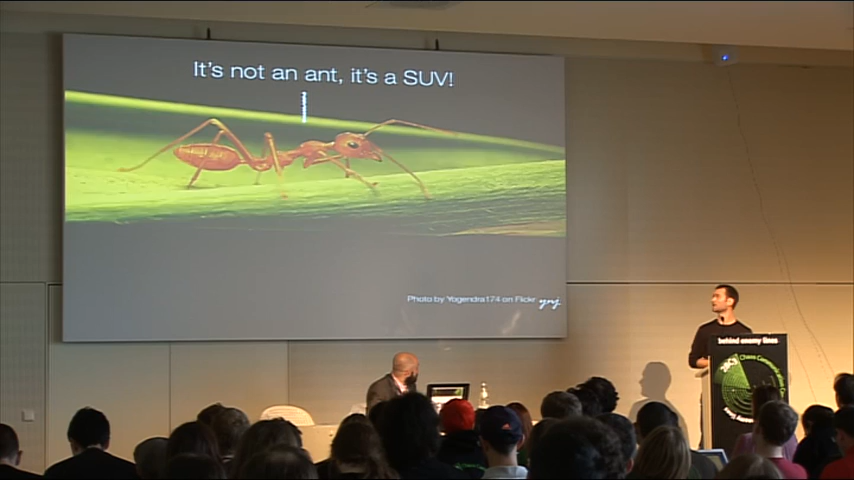 It's not an ant, it's a SUV!
Photo by Yogendra174 on Flickr
behind enemy lines